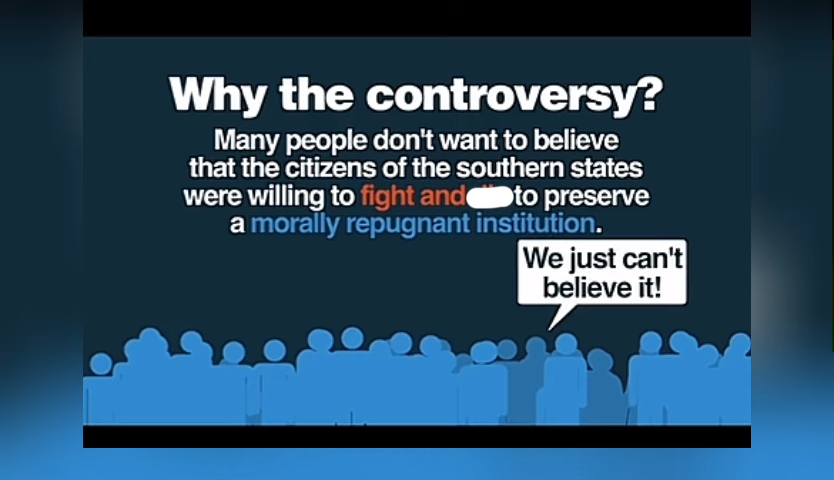 Why the controversy?
Many people don't want to believe
that the citizens of the southern states
were willing to fight and to preserve
a morally repugnant institution.
We just can't
believe it!